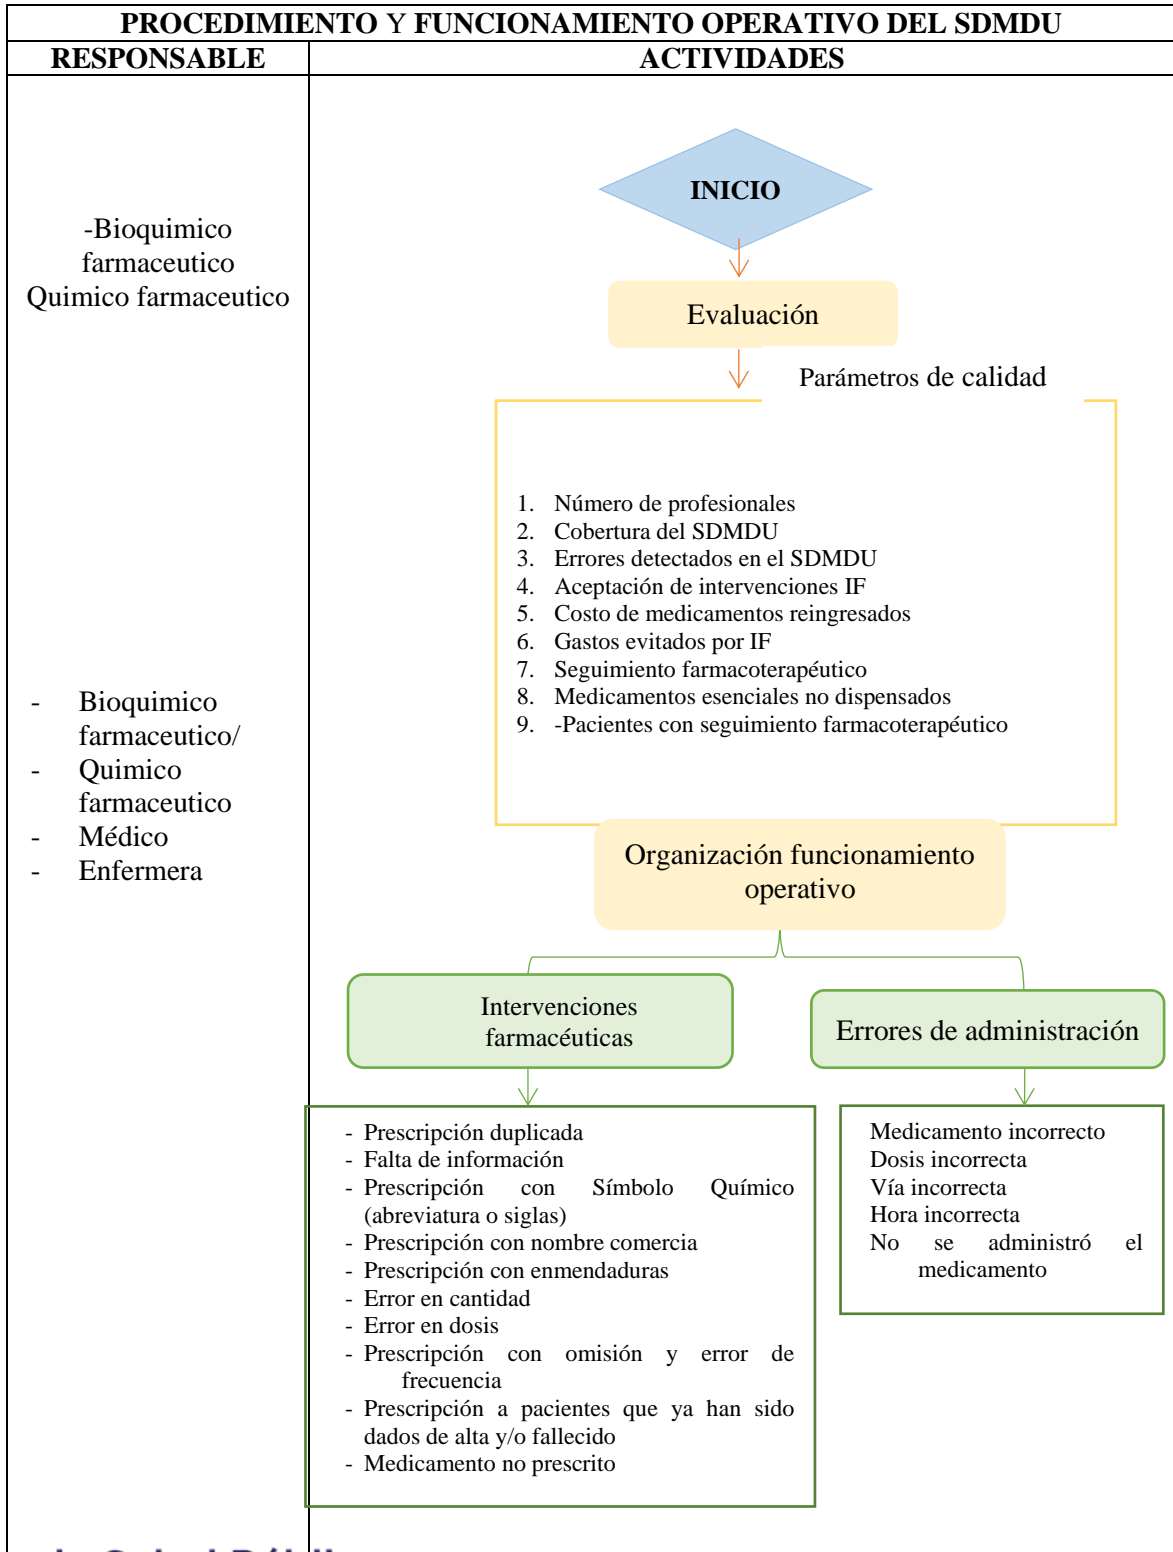 PROCEDIMIENTO Y FUNCIONAMIENTO OPERATIVO DEL SDMDU
RESPONSABLE
ACTIVIDADES
-Bioquimico
farmaceutico
Quimico farmaceutico
INICIO
Evaluación
Parámetros de calidad
1. Número de profesionales
2. Cobertura del SDMDU
3. Errores detectados en el SDMDU
4. Aceptación de intervenciones IF
5. Costo de medicamentos reingresados
6. Gastos evitados por IF
7. Seguimiento farmacoterapéutico
8. Medicamentos esenciales no dispensados
9. -Pacientes con seguimiento farmacoterapéutico
- Bioquimico
farmaceutico/
- Quimico
farmaceutico
- Médico
- Enfermera
Organización funcionamiento
operativo
Intervenciones
farmacéuticas
Errores de administración
- Prescripción duplicada
- Falta de información
- Prescripción con Símbolo Químico
(abreviatura o siglas)
- Prescripción con nombre comercia
- Prescripción con enmendaduras
- Error en cantidad
- Error en dosis
- Prescripción con omisión y error de
frecuencia
- Prescripción a pacientes que ya han sido
dados de alta y/o fallecido
- Medicamento no prescrito
Medicamento incorrecto
Dosis incorrecta
Vía incorrecta
Hora incorrecta
No se administró el
medicamento